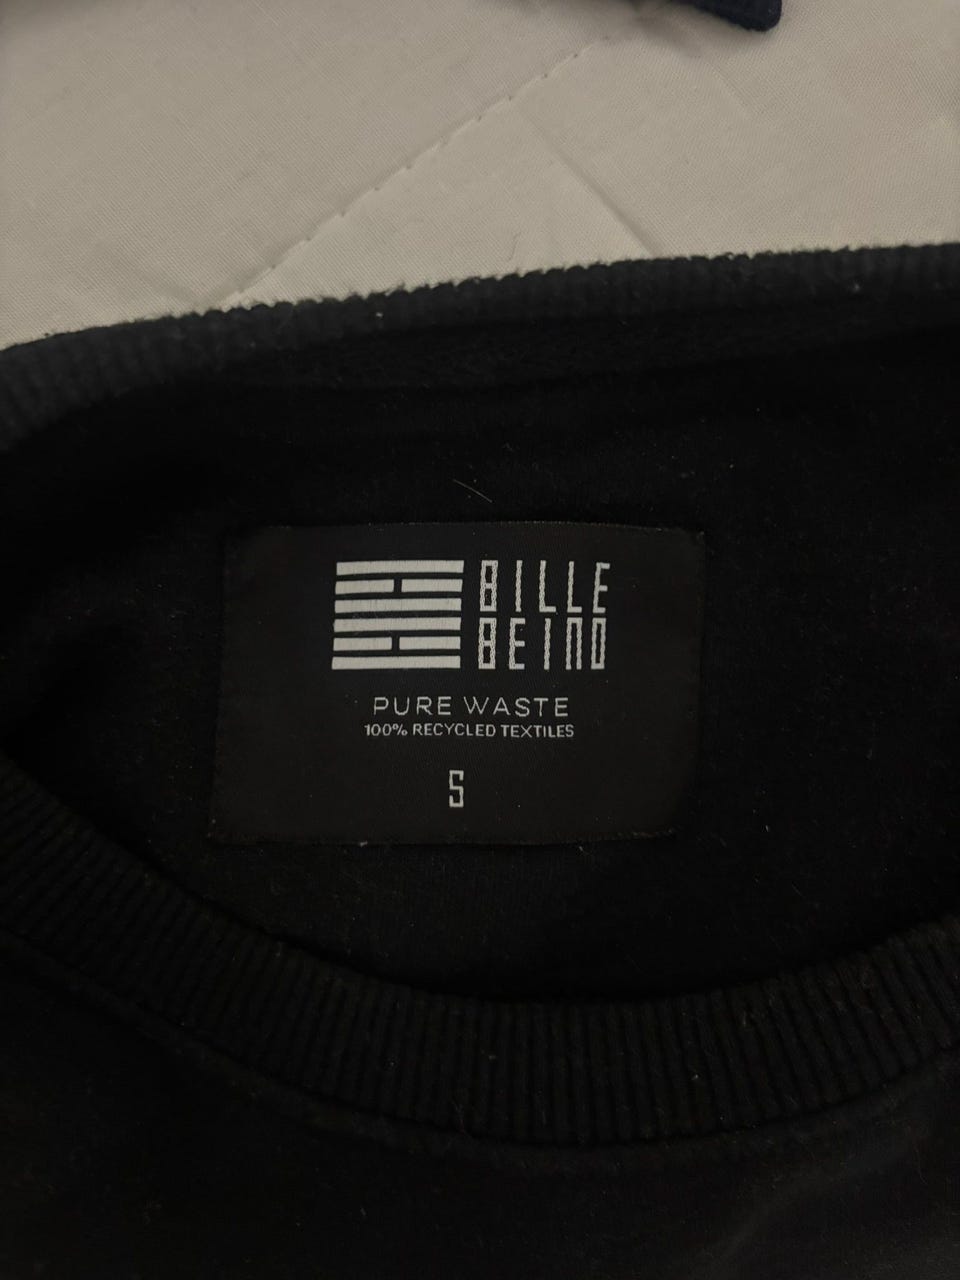 BILLE
BEINO
PURE WASTE
100% RECYCLED TEXTILES
S